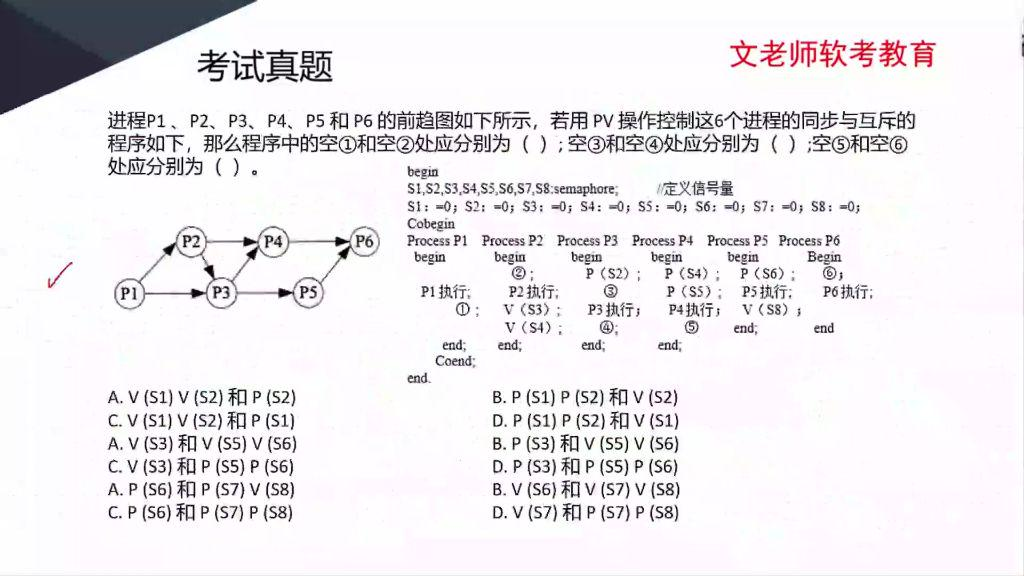 考试真题
文老师软考教育
进程P1 、P2、P3、P4、P5 和 P6 的前趋图如下所示，若用 PV 操作控制这6个进程的同步与互斥的
程序如下，那么程序中的空①和空②处应分别为（ ）; 空③和空④处应分别为 （ ）;空⑤和空⑥
处应分别为（ ）。
begin
S1,S2,S3,S4,S5,S6,S7,S8:semaphore; //定义信号量
S1: =0; S2: =0; S3: =0; S4: =0; S5: =0; S6: =0; S7: =0; S8: =0;
Cobegin
Process P1 Process P2 Process P3 Process P4 Process P5 Process P6
begin begin begin begin begin Begin
②; P（S2）; P（S4）; P（S6）; ⑥;
P1执行; P2执行; ③ P（S5）; P5执行; P6执行;
①; V（S3）; P3执行; P4执行; V（S8）;
V（S4）; ④; ⑤ end; end
end; end; end; end;
Coend;
end.
P2 P4 P6
P1 P3 P5
A. V (S1) V (S2) 和 P (S2) B. P (S1) P (S2) 和 V (S2)
C. V (S1) V (S2) 和 P (S1) D. P (S1) P (S2) 和 V (S1)
A. V (S3) 和 V (S5) V (S6) B. P (S3) 和 V (S5) V (S6)
C. V (S3) 和 P (S5) P (S6) D. P (S3) 和 P (S5) P (S6)
A. P (S6) 和 P (S7) V (S8) B. V (S6) 和 V (S7) V (S8)
C. P (S6) 和 P (S7) P (S8) D. V (S7) 和 P (S7) P (S8)